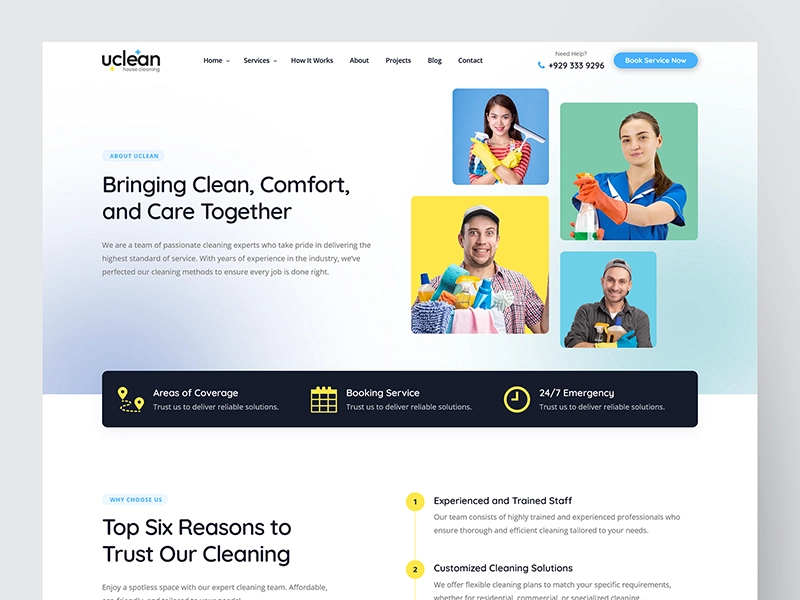 uclean
house cleaning
Home
Services
How It Works
About
Projects
Blog
Contact
Need Help?
+929 333 9296
Book Service Now
ABOUT UCLEAN
Bringing Clean, Comfort,
and Care Together
We are a team of passionate cleaning experts who take pride in delivering the
highest standard of service. With years of experience in the industry, we've
perfected our cleaning methods to ensure every job is done right.
Areas of Coverage
Trust us to deliver reliable solutions.
Booking Service
Trust us to deliver reliable solutions.
24/7 Emergency
Trust us to deliver reliable solutions.
WHY CHOOSE US
Top Six Reasons to
Trust Our Cleaning
Enjoy a spotless space with our expert cleaning team. Affordable,
eco-friendly, and tailored to your needs!
1
Experienced and Trained Staff
Our team consists of highly trained and experienced professionals who
ensure thorough and efficient cleaning tailored to your needs.
2
Customized Cleaning Solutions
We offer flexible cleaning plans to match your specific requirements,
whether for residential, commercial, or specialized cleaning.